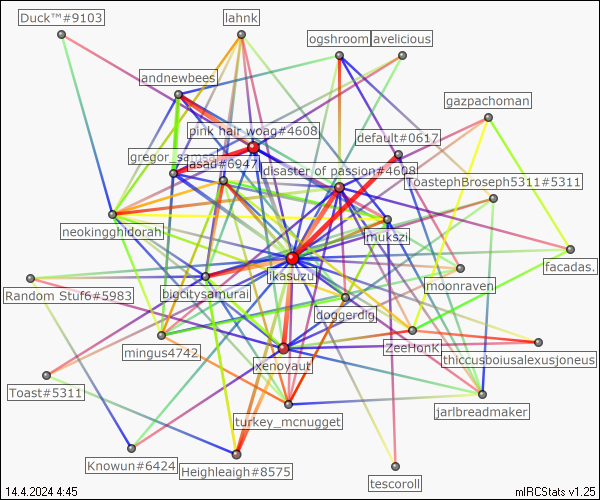 Duck™#9103
lahnk
ogshroom
avelicious
andnewbees
gazpachoman
pink hair woag#4608
default#0617
gregor_samsa
asad#6947
disaster of passion#4608
ToastephBroseph5311#5311
neokingghidorah
mukszi
ikasuzu
facadas.
moonraven
Random Stuf6#5983
bigcitysamurai
doggerdig
mingus4742
ZeeHonk
thiccusboiusalexusjoneus
xenoyaut
Toast#5311
jarlbreadmaker
turkey_mcnugget
Knowun#6424
Heighleaigh#8575
tescoroll
14.4.2024 4:45
mIRCStats v1.25